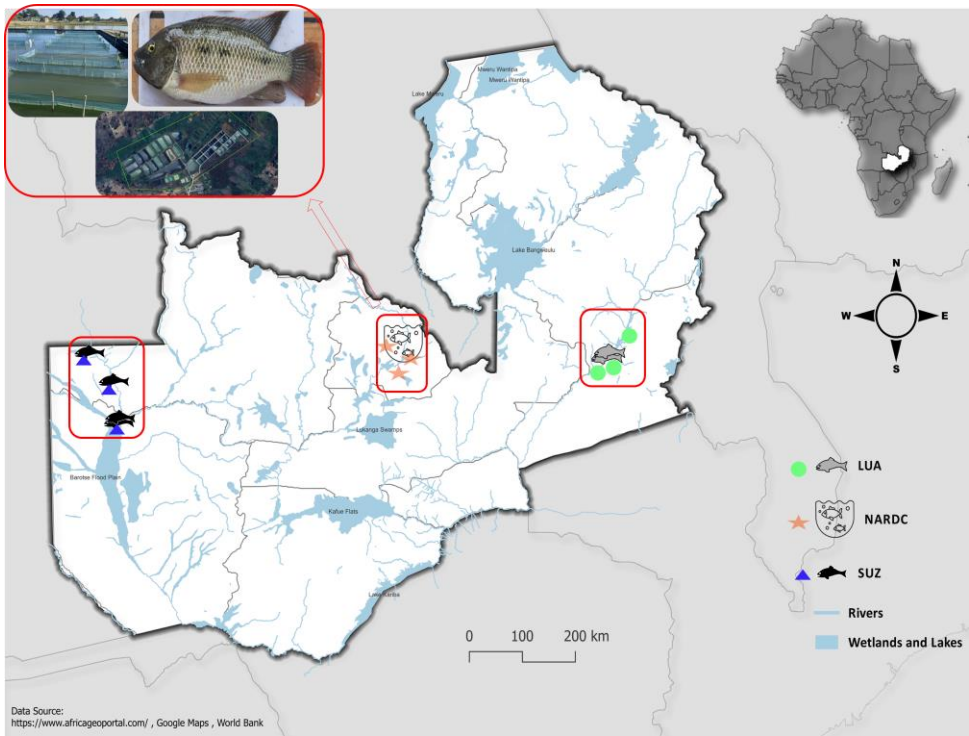 Mweru Wantipa
Mweru Wantipa
Lake Mweru
Lake Bangweulu
Lukanga Swamps
Barotse Flood Plain
Kafue Flats
Lake Kariba
N
W
E
S
LUA
NARDC
SUZ
Rivers
Wetlands and Lakes
0 100 200 km
Data Source:
https://www.africageoportal.com/ , Google Maps , World Bank